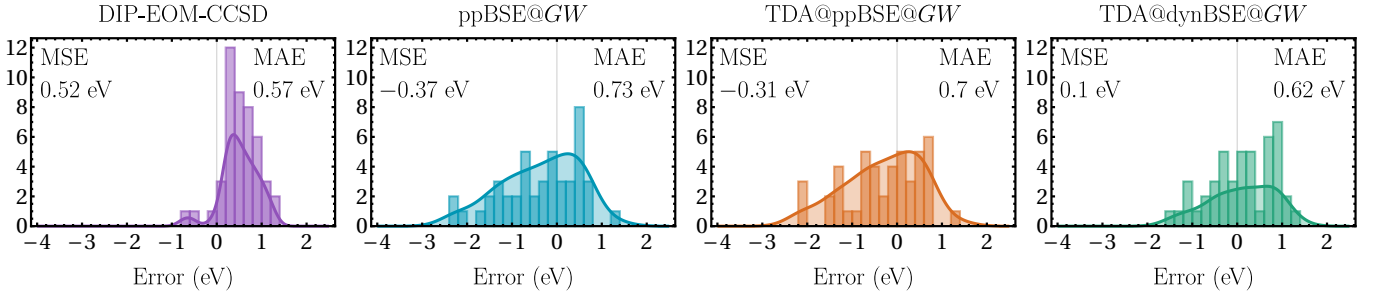 DIP-EOM-CCSD
MSE
0.52 eV
MAE
0.57 eV
12
10
8
6
4
2
0
−4 −3 −2 −1 0 1 2
Error (eV)
ppBSE@GW
MSE
−0.37 eV
MAE
0.73 eV
12
10
8
6
4
2
0
−4 −3 −2 −1 0 1 2
Error (eV)
TDA@ppBSE@GW
MSE
−0.31 eV
MAE
0.7 eV
12
10
8
6
4
2
0
−4 −3 −2 −1 0 1 2
Error (eV)
TDA@dynBSE@GW
MSE
0.1 eV
MAE
0.62 eV
12
10
8
6
4
2
0
−4 −3 −2 −1 0 1 2
Error (eV)